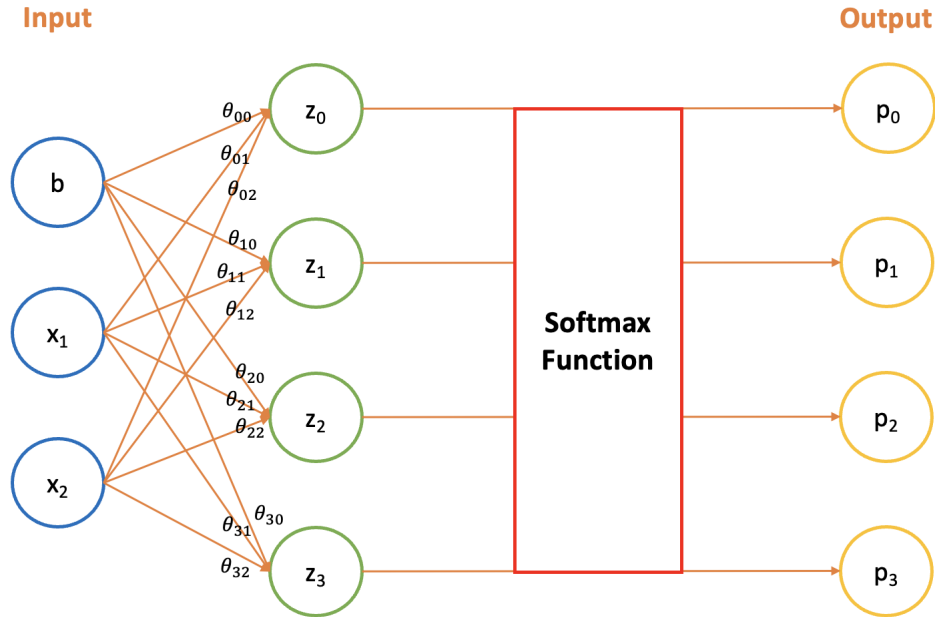 Input
Output
b
x₁
x₂
θ₀₀
θ₀₁
θ₀₂
θ₁₀
θ₁₁
θ₁₂
θ₂₀
θ₂₁
θ₂₂
θ₃₀
θ₃₁
θ₃₂
z₀
z₁
z₂
z₃
Softmax
Function
p₀
p₁
p₂
p₃